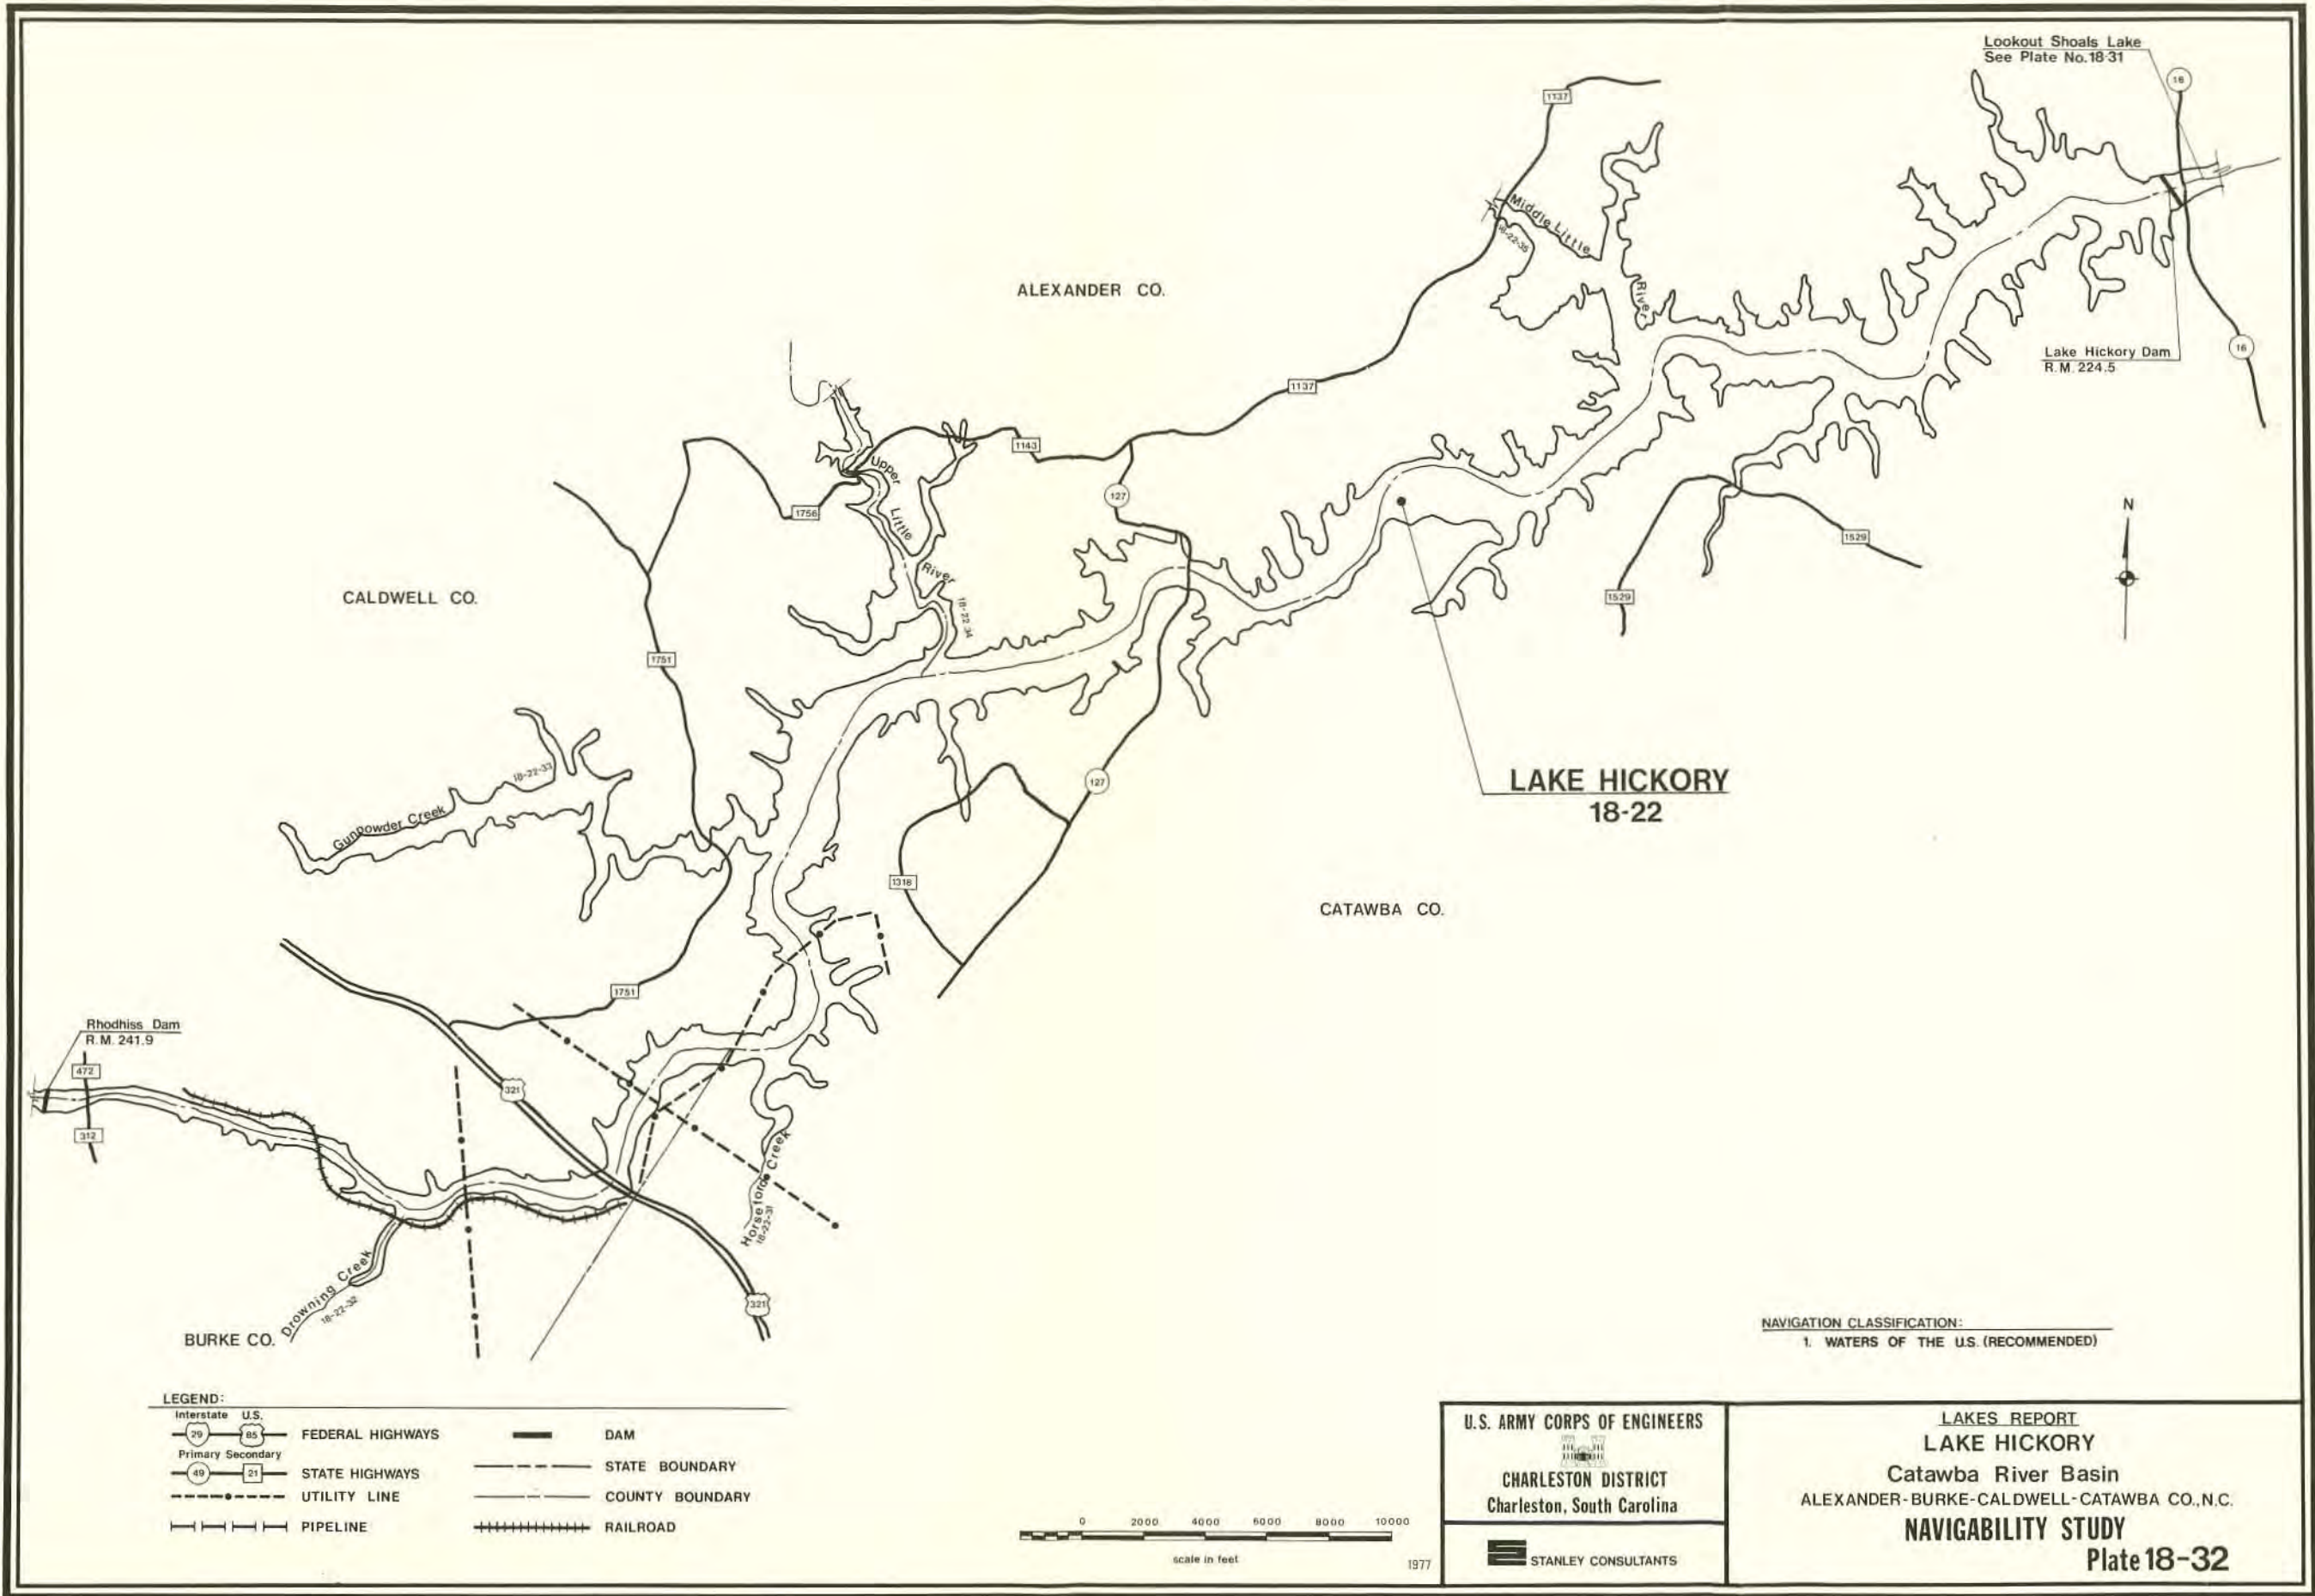 Lookout Shoals Lake
See Plate No.18-31
16
1137
Middle Little
River
18-22-35
ALEXANDER CO.
Lake Hickory Dam
R.M. 224.5
16
1137
1143
Upper
Little
River
18-22-34
127
1756
N
1529
1529
CALDWELL CO.
1751
18-22-33
Gunpowder Creek
127
LAKE HICKORY
18-22
1318
CATAWBA CO.
1751
Rhodhiss Dam
R.M. 241.9
472
321
312
Horseford Creek
18-22-31
Drowning Creek
18-22-32
321
BURKE CO.
NAVIGATION CLASSIFICATION:
1. WATERS OF THE U.S. (RECOMMENDED)
LEGEND:
Interstate U.S.
29 85 FEDERAL HIGHWAYS
Primary Secondary
49 21 STATE HIGHWAYS
UTILITY LINE
PIPELINE
DAM
STATE BOUNDARY
COUNTY BOUNDARY
RAILROAD
0 2000 4000 6000 8000 10000
scale in feet
1977
U.S. ARMY CORPS OF ENGINEERS
CHARLESTON DISTRICT
Charleston, South Carolina
STANLEY CONSULTANTS
LAKES REPORT
LAKE HICKORY
Catawba River Basin
ALEXANDER-BURKE-CALDWELL-CATAWBA CO.,N.C.
NAVIGABILITY STUDY
Plate 18-32